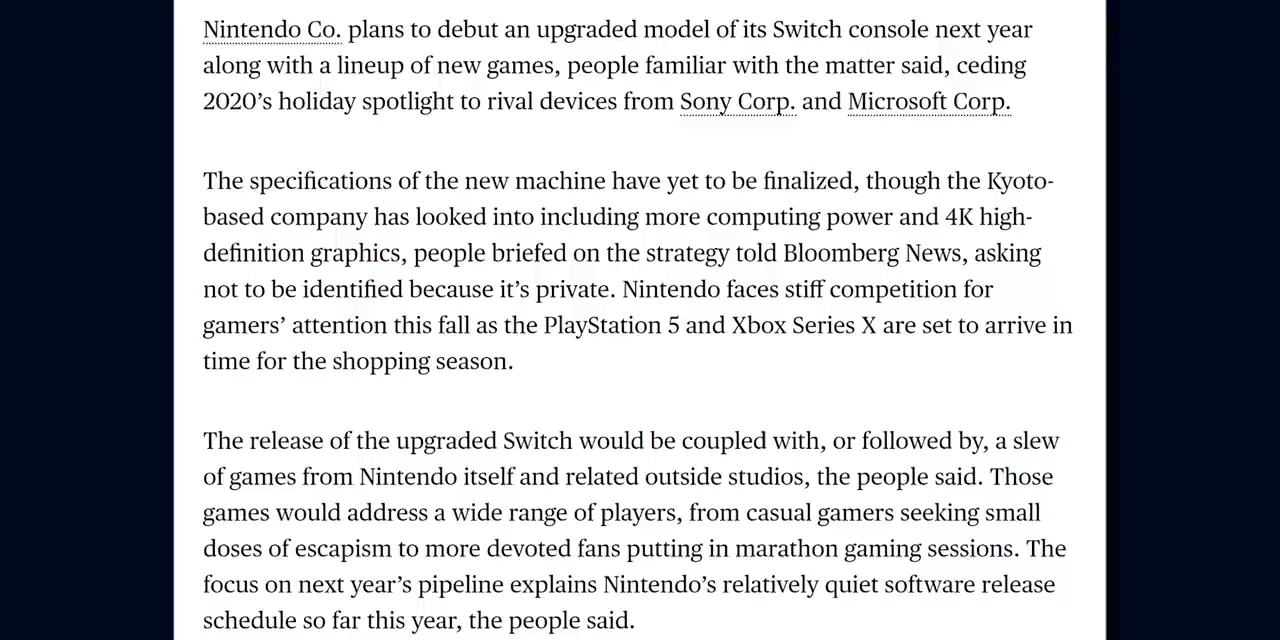 Nintendo Co. plans to debut an upgraded model of its Switch console next year
along with a lineup of new games, people familiar with the matter said, ceding
2020’s holiday spotlight to rival devices from Sony Corp. and Microsoft Corp.
The specifications of the new machine have yet to be finalized, though the Kyoto-
based company has looked into including more computing power and 4K high-
definition graphics, people briefed on the strategy told Bloomberg News, asking
not to be identified because it’s private. Nintendo faces stiff competition for
gamers’ attention this fall as the PlayStation 5 and Xbox Series X are set to arrive in
time for the shopping season.
The release of the upgraded Switch would be coupled with, or followed by, a slew
of games from Nintendo itself and related outside studios, the people said. Those
games would address a wide range of players, from casual gamers seeking small
doses of escapism to more devoted fans putting in marathon gaming sessions. The
focus on next year’s pipeline explains Nintendo’s relatively quiet software release
schedule so far this year, the people said.